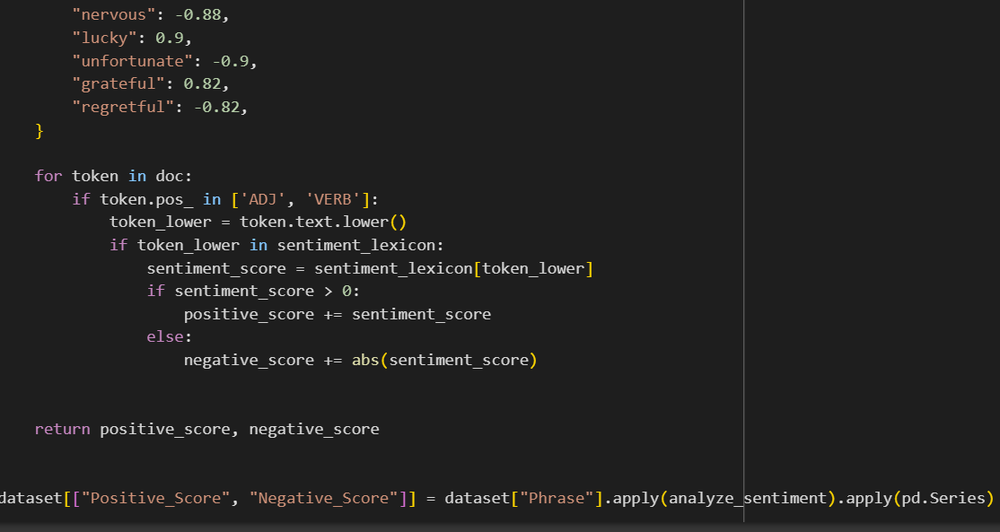 "nervous": -0.88,
"lucky": 0.9,
"unfortunate": -0.9,
"grateful": 0.82,
"regretful": -0.82,
}
for token in doc:
if token.pos_ in ['ADJ', 'VERB']:
token_lower = token.text.lower()
if token_lower in sentiment_lexicon:
sentiment_score = sentiment_lexicon[token_lower]
if sentiment_score > 0:
positive_score += sentiment_score
else:
negative_score += abs(sentiment_score)
return positive_score, negative_score
dataset[["Positive_Score", "Negative_Score"]] = dataset["Phrase"].apply(analyze_sentiment).apply(pd.Series)